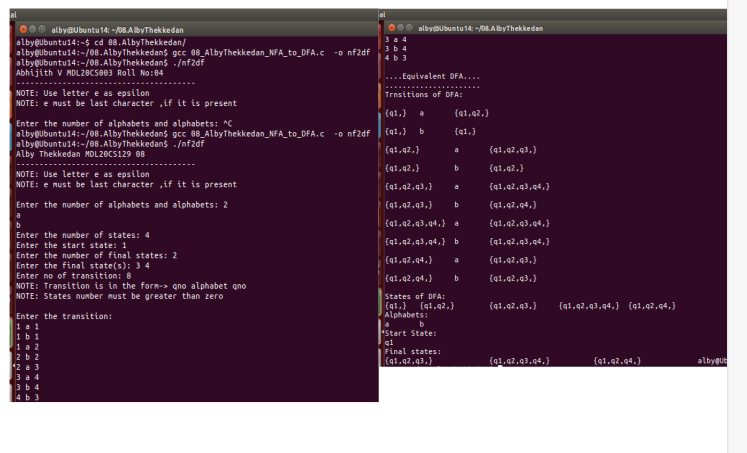 al
alby@Ubuntu14: ~/08.AlbyThekkedan
alby@Ubuntu14:~$ cd 08.AlbyThekkedan/
alby@Ubuntu14:~/08.AlbyThekkedan$ gcc 08_AlbyThekkedan_NFA_to_DFA.c -o nf2df
alby@Ubuntu14:~/08.AlbyThekkedan$ ./nf2df
Abhijith V MDL20CS003 Roll No:04
---------------------------------------
NOTE: Use letter e as epsilon
NOTE: e must be last character ,if it is present
Enter the number of alphabets and alphabets: ^C
alby@Ubuntu14:~/08.AlbyThekkedan$ gcc 08_AlbyThekkedan_NFA_to_DFA.c -o nf2df
alby@Ubuntu14:~/08.AlbyThekkedan$ ./nf2df
Alby Thekkedan MDL20CS129 08
---------------------------------------
NOTE: Use letter e as epsilon
NOTE: e must be last character ,if it is present
Enter the number of alphabets and alphabets: 2
a
b
Enter the number of states: 4
Enter the start state: 1
Enter the number of final states: 2
Enter the final state(s): 3 4
Enter no of transition: 8
NOTE: Transition is in the form-> qno alphabet qno
NOTE: States number must be greater than zero
Enter the transition:
1 a 1
1 b 1
1 a 2
2 b 2
2 a 3
3 a 4
3 b 4
4 b 3
al
alby@Ubuntu14: ~/08.AlbyThekkedan
3 a 4
3 b 4
4 b 3
....Equivalent DFA....
......................
Trnsitions of DFA:
{q1,} a {q1,q2,}
{q1,} b {q1,}
{q1,q2,} a {q1,q2,q3,}
{q1,q2,} b {q1,q2,}
{q1,q2,q3,} a {q1,q2,q3,q4,}
{q1,q2,q3,} b {q1,q2,q4,}
{q1,q2,q3,q4,} a {q1,q2,q3,q4,}
{q1,q2,q3,q4,} b {q1,q2,q3,q4,}
{q1,q2,q4,} a {q1,q2,q3,}
{q1,q2,q4,} b {q1,q2,q3,}
States of DFA:
{q1,} {q1,q2,} {q1,q2,q3,} {q1,q2,q3,q4,} {q1,q2,q4,}
Alphabets:
a b
Start State:
q1
Final states:
{q1,q2,q3,} {q1,q2,q3,q4,} {q1,q2,q4,} alby@Ub